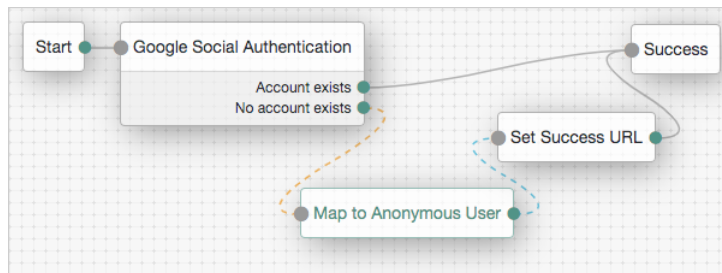 Start
Google Social Authentication
Success
Account exists
No account exists
Set Success URL
Map to Anonymous User